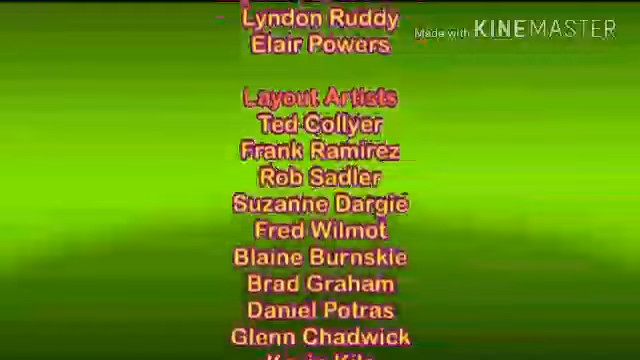 Lyndon Ruddy
Made with KINEMASTER
Elair Powers
Layout Artists
Ted Collyer
Frank Ramirez
Rob Sadler
Suzanne Dargie
Fred Wilmot
Blaine Burnskie
Brad Graham
Daniel Potras
Glenn Chadwick